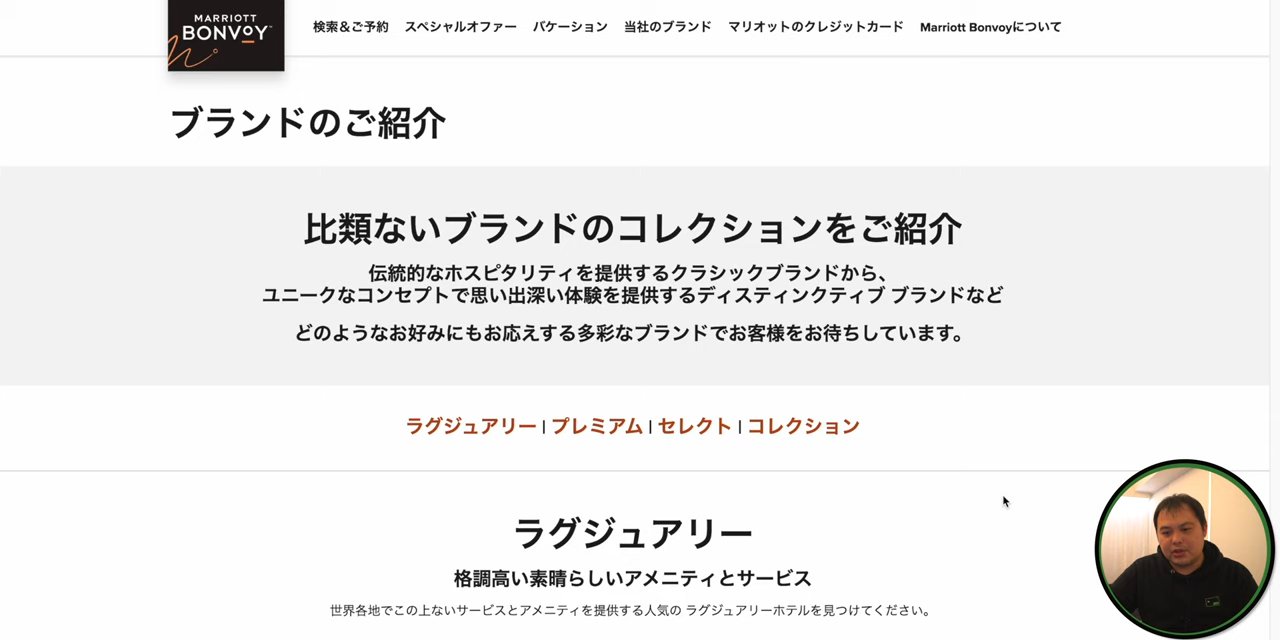 MARRIOTT
BONVOY™
検索＆ご予約 スペシャルオファー バケーション 当社のブランド マリオットのクレジットカード Marriott Bonvoyについて
ブランドのご紹介
比類ないブランドのコレクションをご紹介
伝統的なホスピタリティを提供するクラシックブランドから、
ユニークなコンセプトで思い出深い体験を提供するディスティンクティブ ブランドなど
どのようなお好みにもお応えする多彩なブランドでお客様をお待ちしています。
ラグジュアリー | プレミアム | セレクト | コレクション
ラグジュアリー
格調高い素晴らしいアメニティとサービス
世界各地でこの上ないサービスとアメニティを提供する人気の ラグジュアリーホテルを見つけてください。